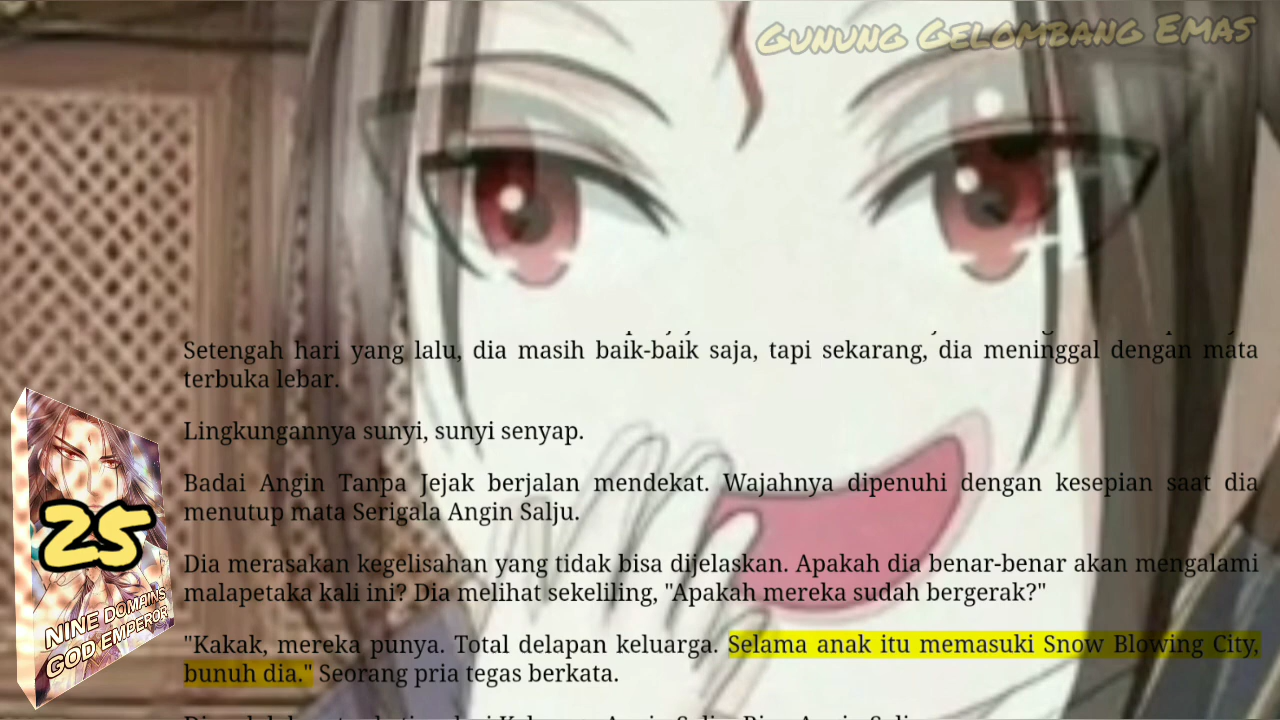 Gunung Gelombang Emas
Setengah hari yang lalu, dia masih baik-baik saja, tapi sekarang, dia meninggal dengan mata
terbuka lebar.
Lingkungannya sunyi, sunyi senyap.
Badai Angin Tanpa Jejak berjalan mendekat. Wajahnya dipenuhi dengan kesepian saat dia
menutup mata Serigala Angin Salju.
Dia merasakan kegelisahan yang tidak bisa dijelaskan. Apakah dia benar-benar akan mengalami
malapetaka kali ini? Dia melihat sekeliling, "Apakah mereka sudah bergerak?"
"Kakak, mereka punya. Total delapan keluarga. Selama anak itu memasuki Snow Blowing City,
bunuh dia." Seorang pria tegas berkata.
25
NINE DOMAINS
GOD EMPEROR